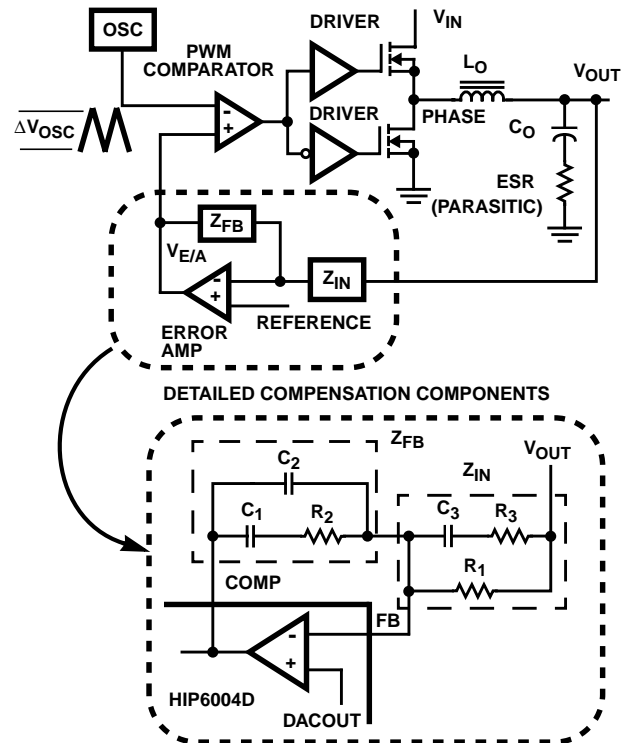 OSC
PWM
COMPARATOR
DRIVER
V_IN
L_O
V_OUT
ΔV_OSC
-
+
DRIVER
PHASE
C_O
ESR
(PARASITIC)
Z_FB
V_E/A
-
+
Z_IN
REFERENCE
ERROR
AMP
DETAILED COMPENSATION COMPONENTS
Z_FB
V_OUT
C_2
Z_IN
C_1
R_2
C_3
R_3
COMP
R_1
FB
-
+
HIP6004D
DACOUT